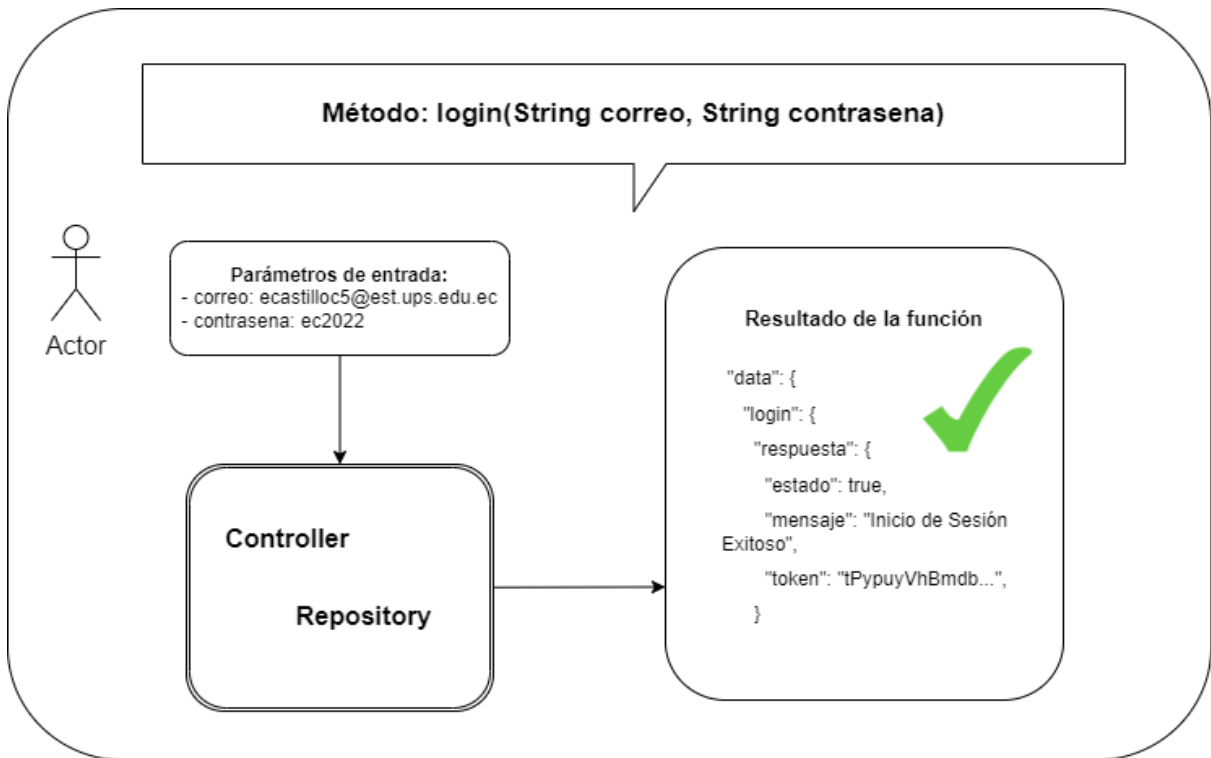 Método: login(String correo, String contrasena)
Actor
Parámetros de entrada:
- correo: ecastilloc5@est.ups.edu.ec
- contrasena: ec2022
Controller
Repository
Resultado de la función
"data": {
"login": {
"respuesta": {
"estado": true,
"mensaje": "Inicio de Sesión
Exitoso",
"token": "tPypuyVhBmdb...",
}